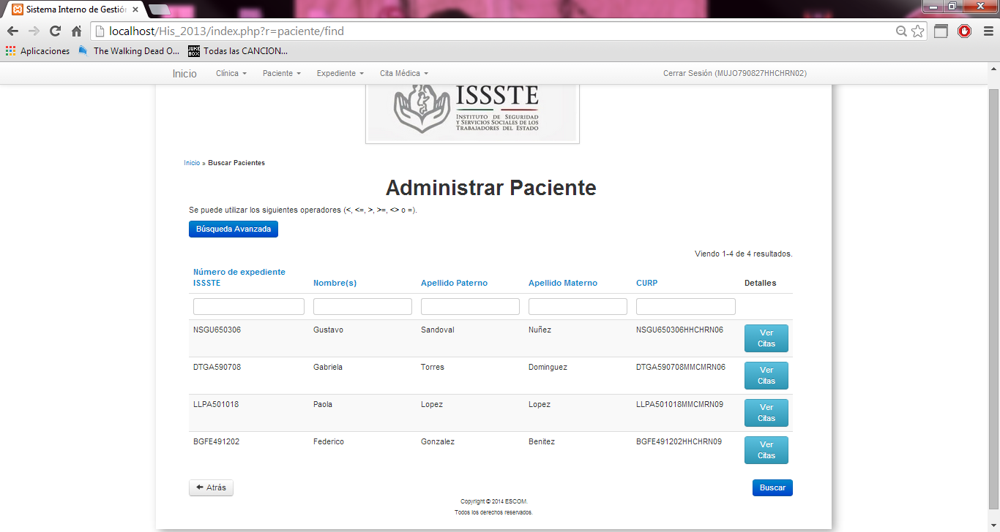 Sistema Interno de Gestión
localhost/His_2013/index.php?r=paciente/find
Aplicaciones The Walking Dead O... JUKE BOX Todas las CANCION...
Inicio Clínica Paciente Expediente Cita Médica Cerrar Sesión (MUJO790827HHCHRN02)
ISSSTE
INSTITUTO DE SEGURIDAD
Y SERVICIOS SOCIALES DE LOS
TRABAJADORES DEL ESTADO
Inicio » Buscar Pacientes
Administrar Paciente
Se puede utilizar los siguientes operadores (<, <=, >, >=, <> o =).
Búsqueda Avanzada
Viendo 1-4 de 4 resultados.
Número de expediente
ISSSTE Nombre(s) Apellido Paterno Apellido Materno CURP Detalles
NSGU650306 Gustavo Sandoval Nuñez NSGU650306HHCHRN06 Ver
Citas
DTGA590708 Gabriela Torres Dominguez DTGA590708MMCMRN06 Ver
Citas
LLPA501018 Paola Lopez Lopez LLPA501018MMCMRN09 Ver
Citas
BGFE491202 Federico Gonzalez Benitez BGFE491202HHCHRN09 Ver
Citas
Atrás Buscar
Copyright © 2014 ESCOM.
Todos los derechos reservados.